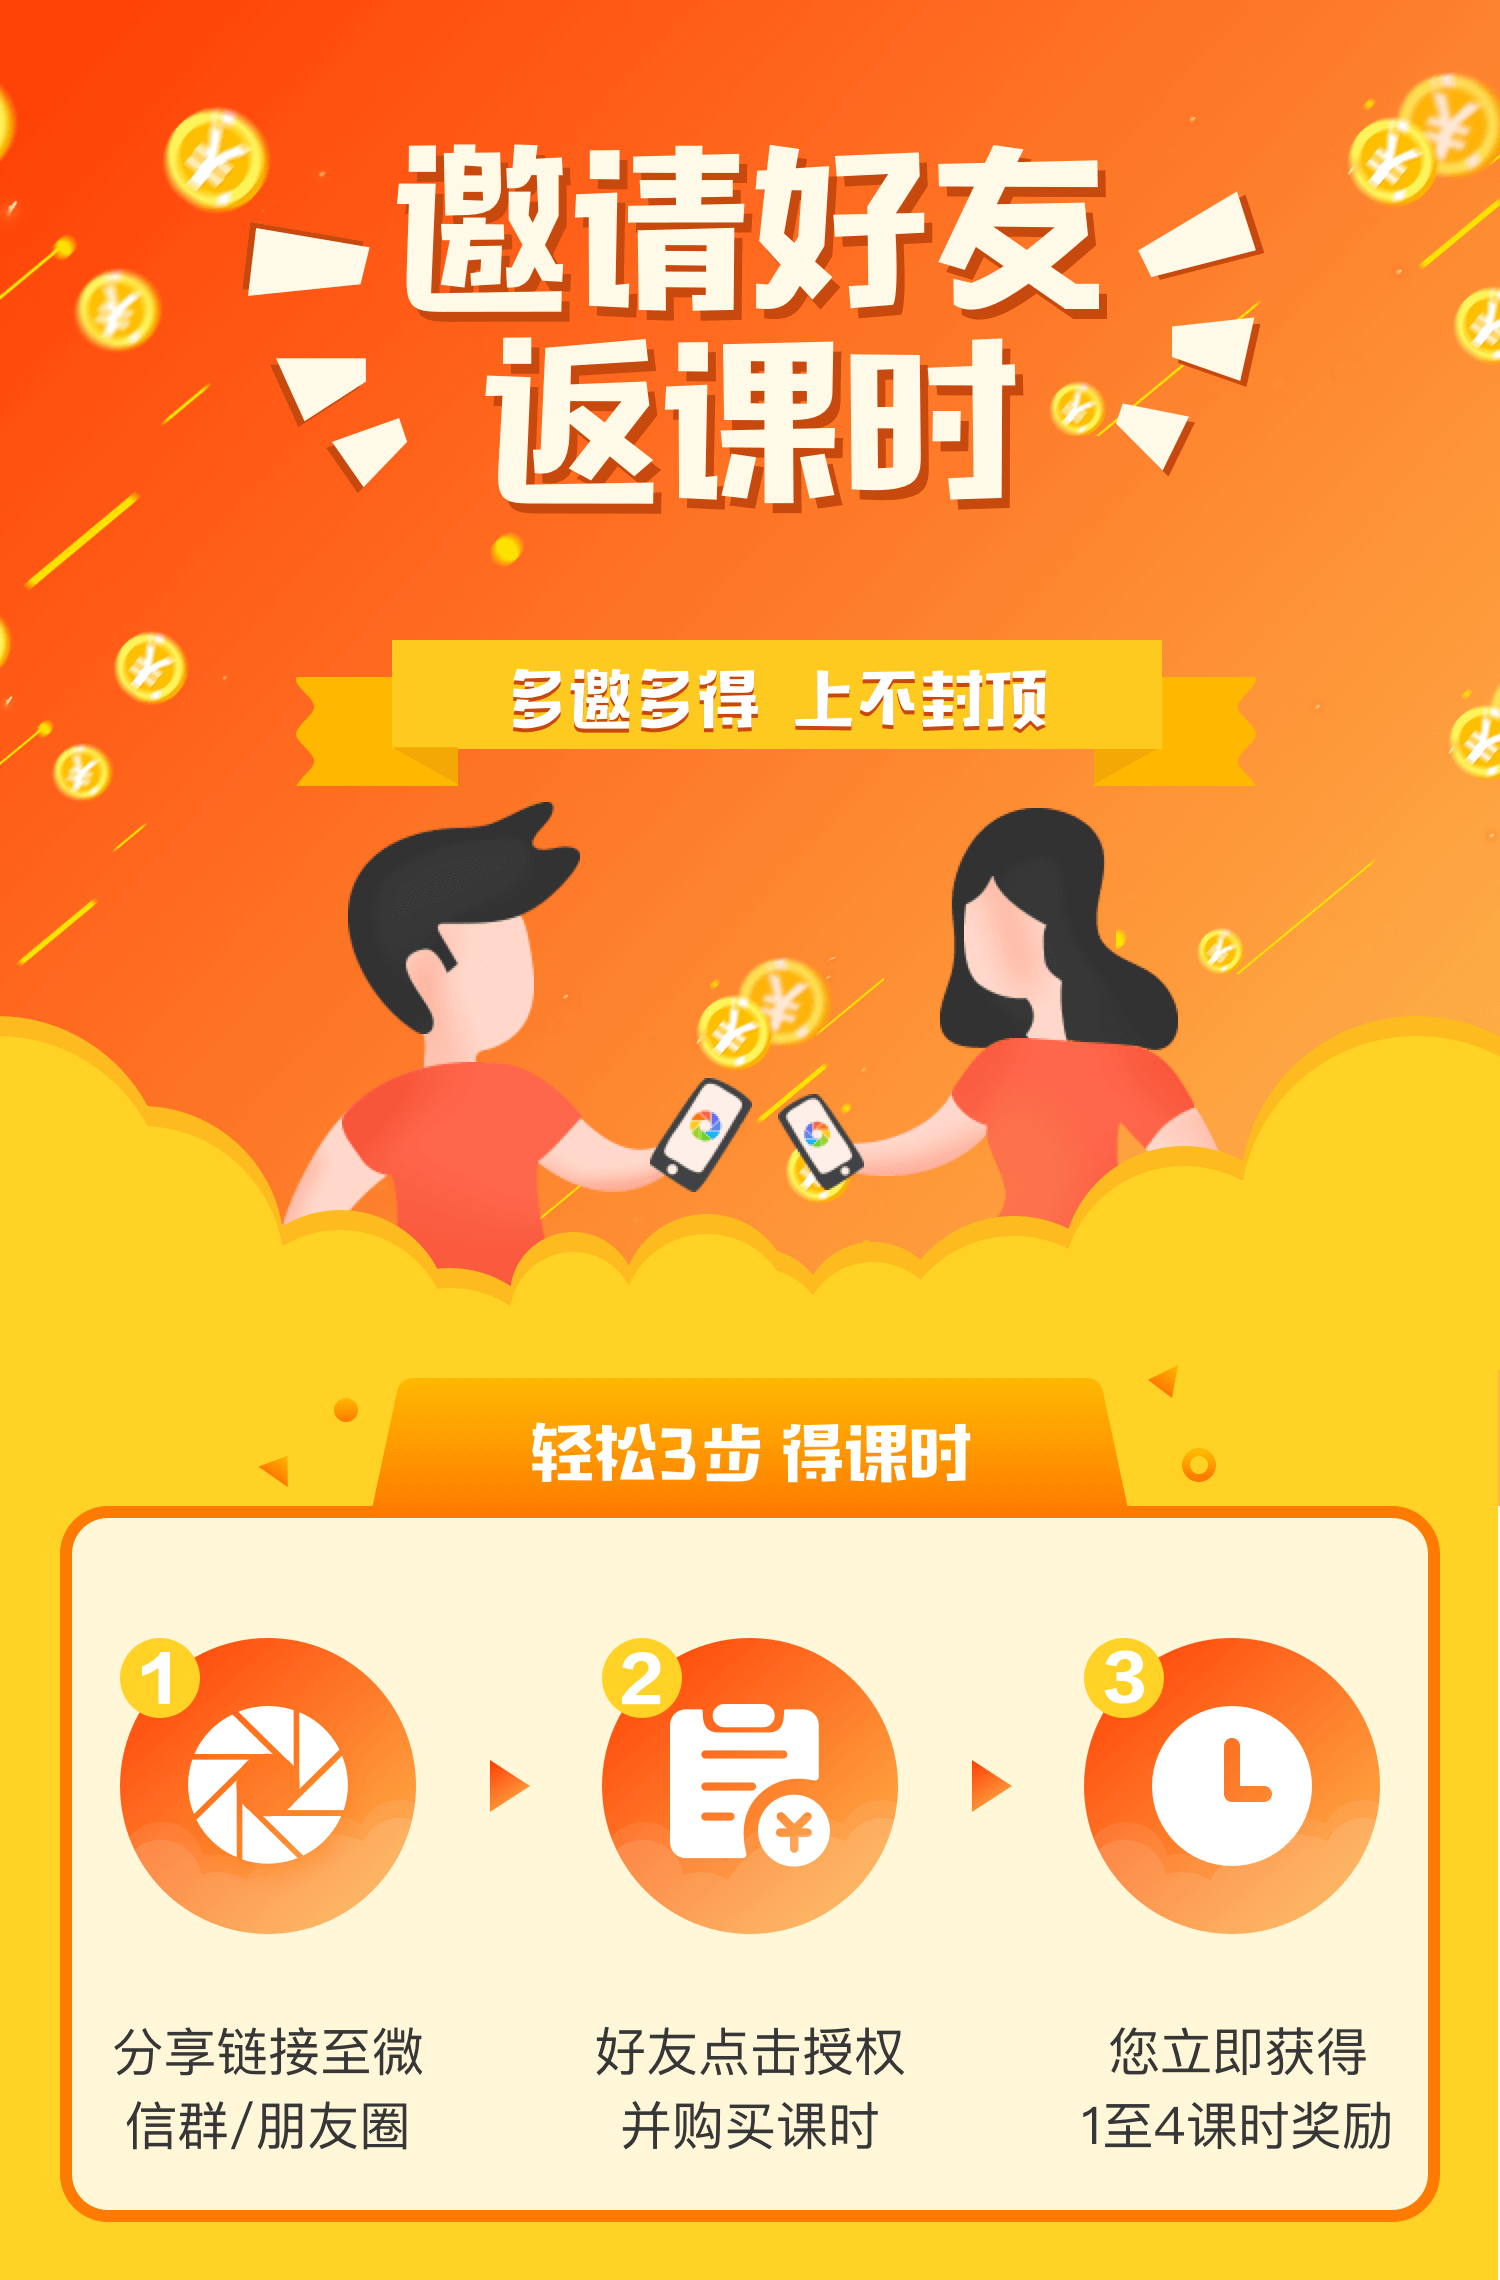 邀请好友
返课时
多邀多得 上不封顶
轻松3步 得课时
1
2
3
分享链接至微
信群/朋友圈
好友点击授权
并购买课时
您立即获得
1至4课时奖励